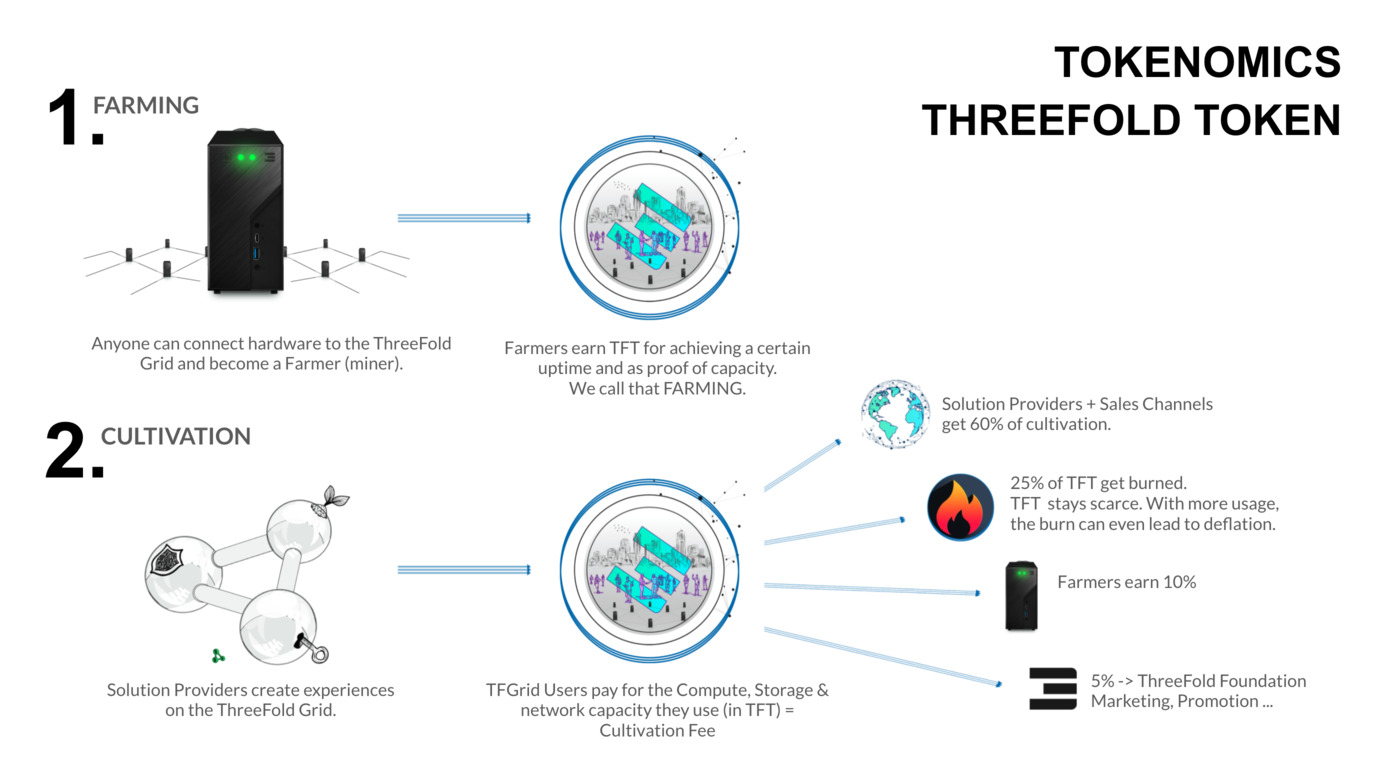 TOKENOMICS
THREEFOLD TOKEN
1. FARMING
Anyone can connect hardware to the ThreeFold
Grid and become a Farmer (miner).
Farmers earn TFT for achieving a certain
uptime and as proof of capacity.
We call that FARMING.
2. CULTIVATION
Solution Providers create experiences
on the ThreeFold Grid.
TFGrid Users pay for the Compute, Storage &
network capacity they use (in TFT) =
Cultivation Fee
Solution Providers + Sales Channels
get 60% of cultivation.
25% of TFT get burned.
TFT stays scarce. With more usage,
the burn can even lead to deflation.
Farmers earn 10%
5% -> ThreeFold Foundation
Marketing, Promotion ...